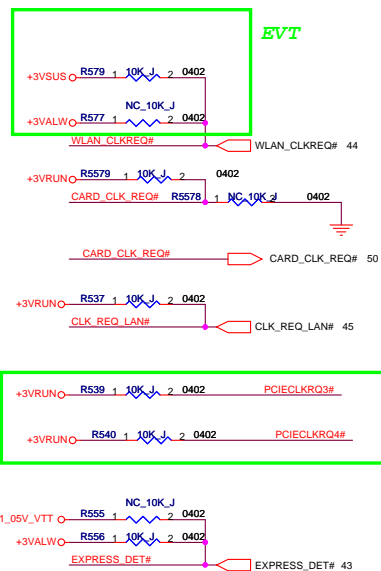 EVT
+3VSUS R579 1 10K_J 2 0402
NC_10K_J
+3VALW R577 1 2 0402
WLAN_CLKREQ#
WLAN_CLKREQ# 44
+3VRUN R5579 1 10K_J 2 0402
CARD_CLK_REQ# R5578 1 NC_10K_J 2 0402
CARD_CLK_REQ#
CARD_CLK_REQ# 50
+3VRUN R537 1 10K_J 2 0402
CLK_REQ_LAN#
CLK_REQ_LAN# 45
+3VRUN R539 1 10K_J 2 0402 PCIECLKRQ3#
+3VRUN R540 1 10K_J 2 0402 PCIECLKRQ4#
NC_10K_J
1_05V_VTT R555 1 2 0402
+3VALW R556 1 10K_J 2 0402
EXPRESS_DET#
EXPRESS_DET# 43